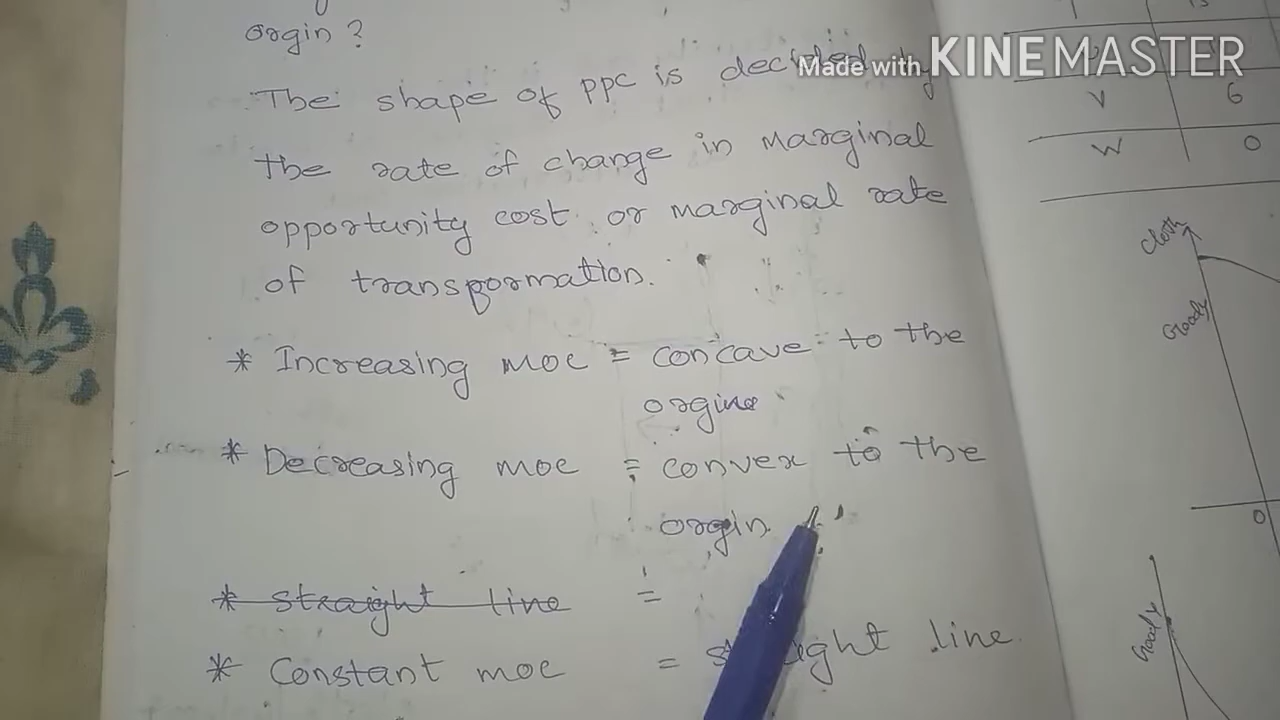 orgin?
Made with KINEMASTER
The shape of PPC is decided by
the rate of change in marginal
opportunity cost or marginal rate
of transformation.
* Increasing MOC = concave to the
orgine
* Decreasing MOC = convex to the
orgin.
* straight line =
* Constant MOC = straight line.
V 6
W 0
Cloth
Goods
0
Goods